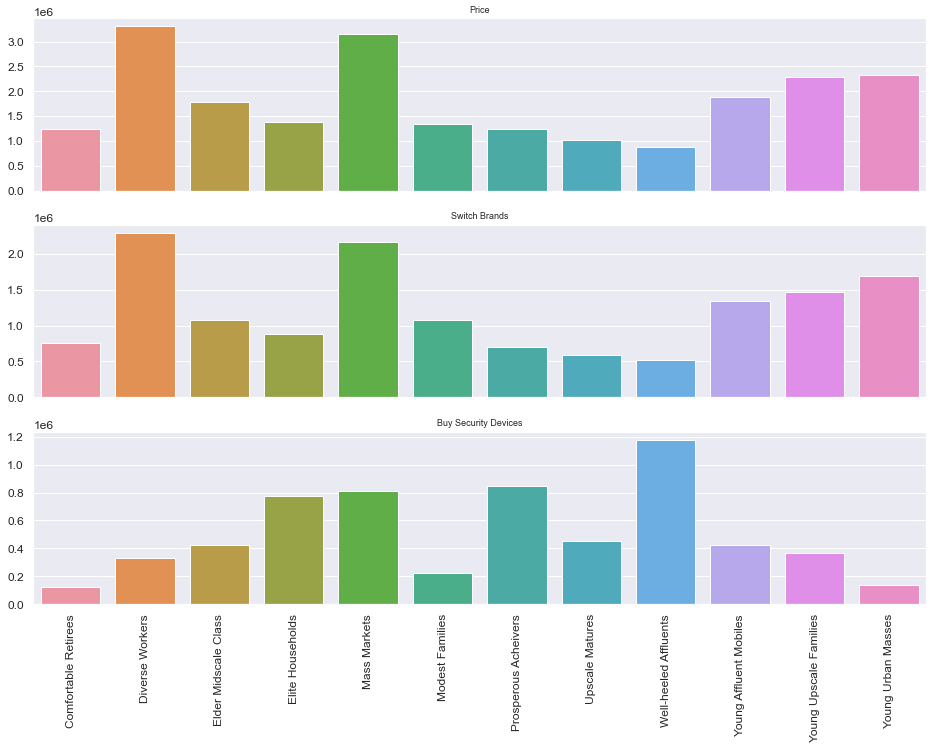 Price
1e6
3.0
2.5
2.0
1.5
1.0
0.5
0.0
Switch Brands
1e6
2.0
1.5
1.0
0.5
0.0
Buy Security Devices
1e6
1.2
1.0
0.8
0.6
0.4
0.2
0.0
Comfortable Retirees
Diverse Workers
Elder Midscale Class
Elite Households
Mass Markets
Modest Families
Prosperous Acheivers
Upscale Matures
Well-heeled Affluents
Young Affluent Mobiles
Young Upscale Families
Young Urban Masses